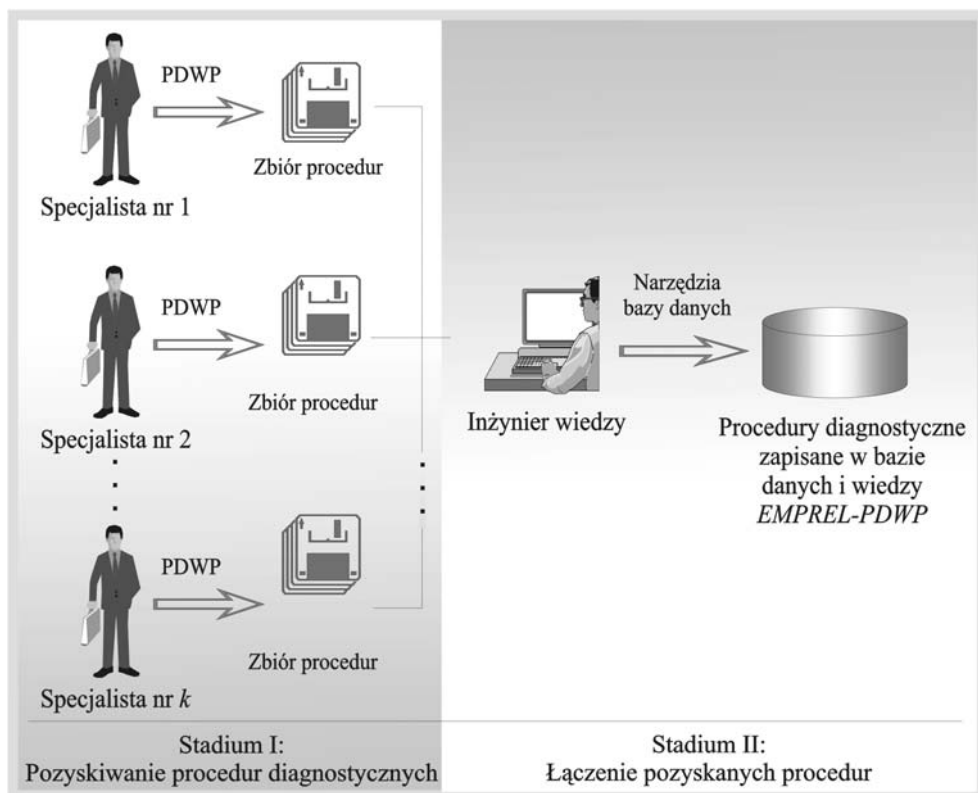 PDWP
Zbiór procedur
Specjalista nr 1
PDWP
Zbiór procedur
Specjalista nr 2
PDWP
Zbiór procedur
Specjalista nr k
Narzędzia
bazy danych
Inżynier wiedzy
Procedury diagnostyczne
zapisane w bazie
danych i wiedzy
EMPREL-PDWP
Stadium I:
Pozyskiwanie procedur diagnostycznych
Stadium II:
Łączenie pozyskanych procedur